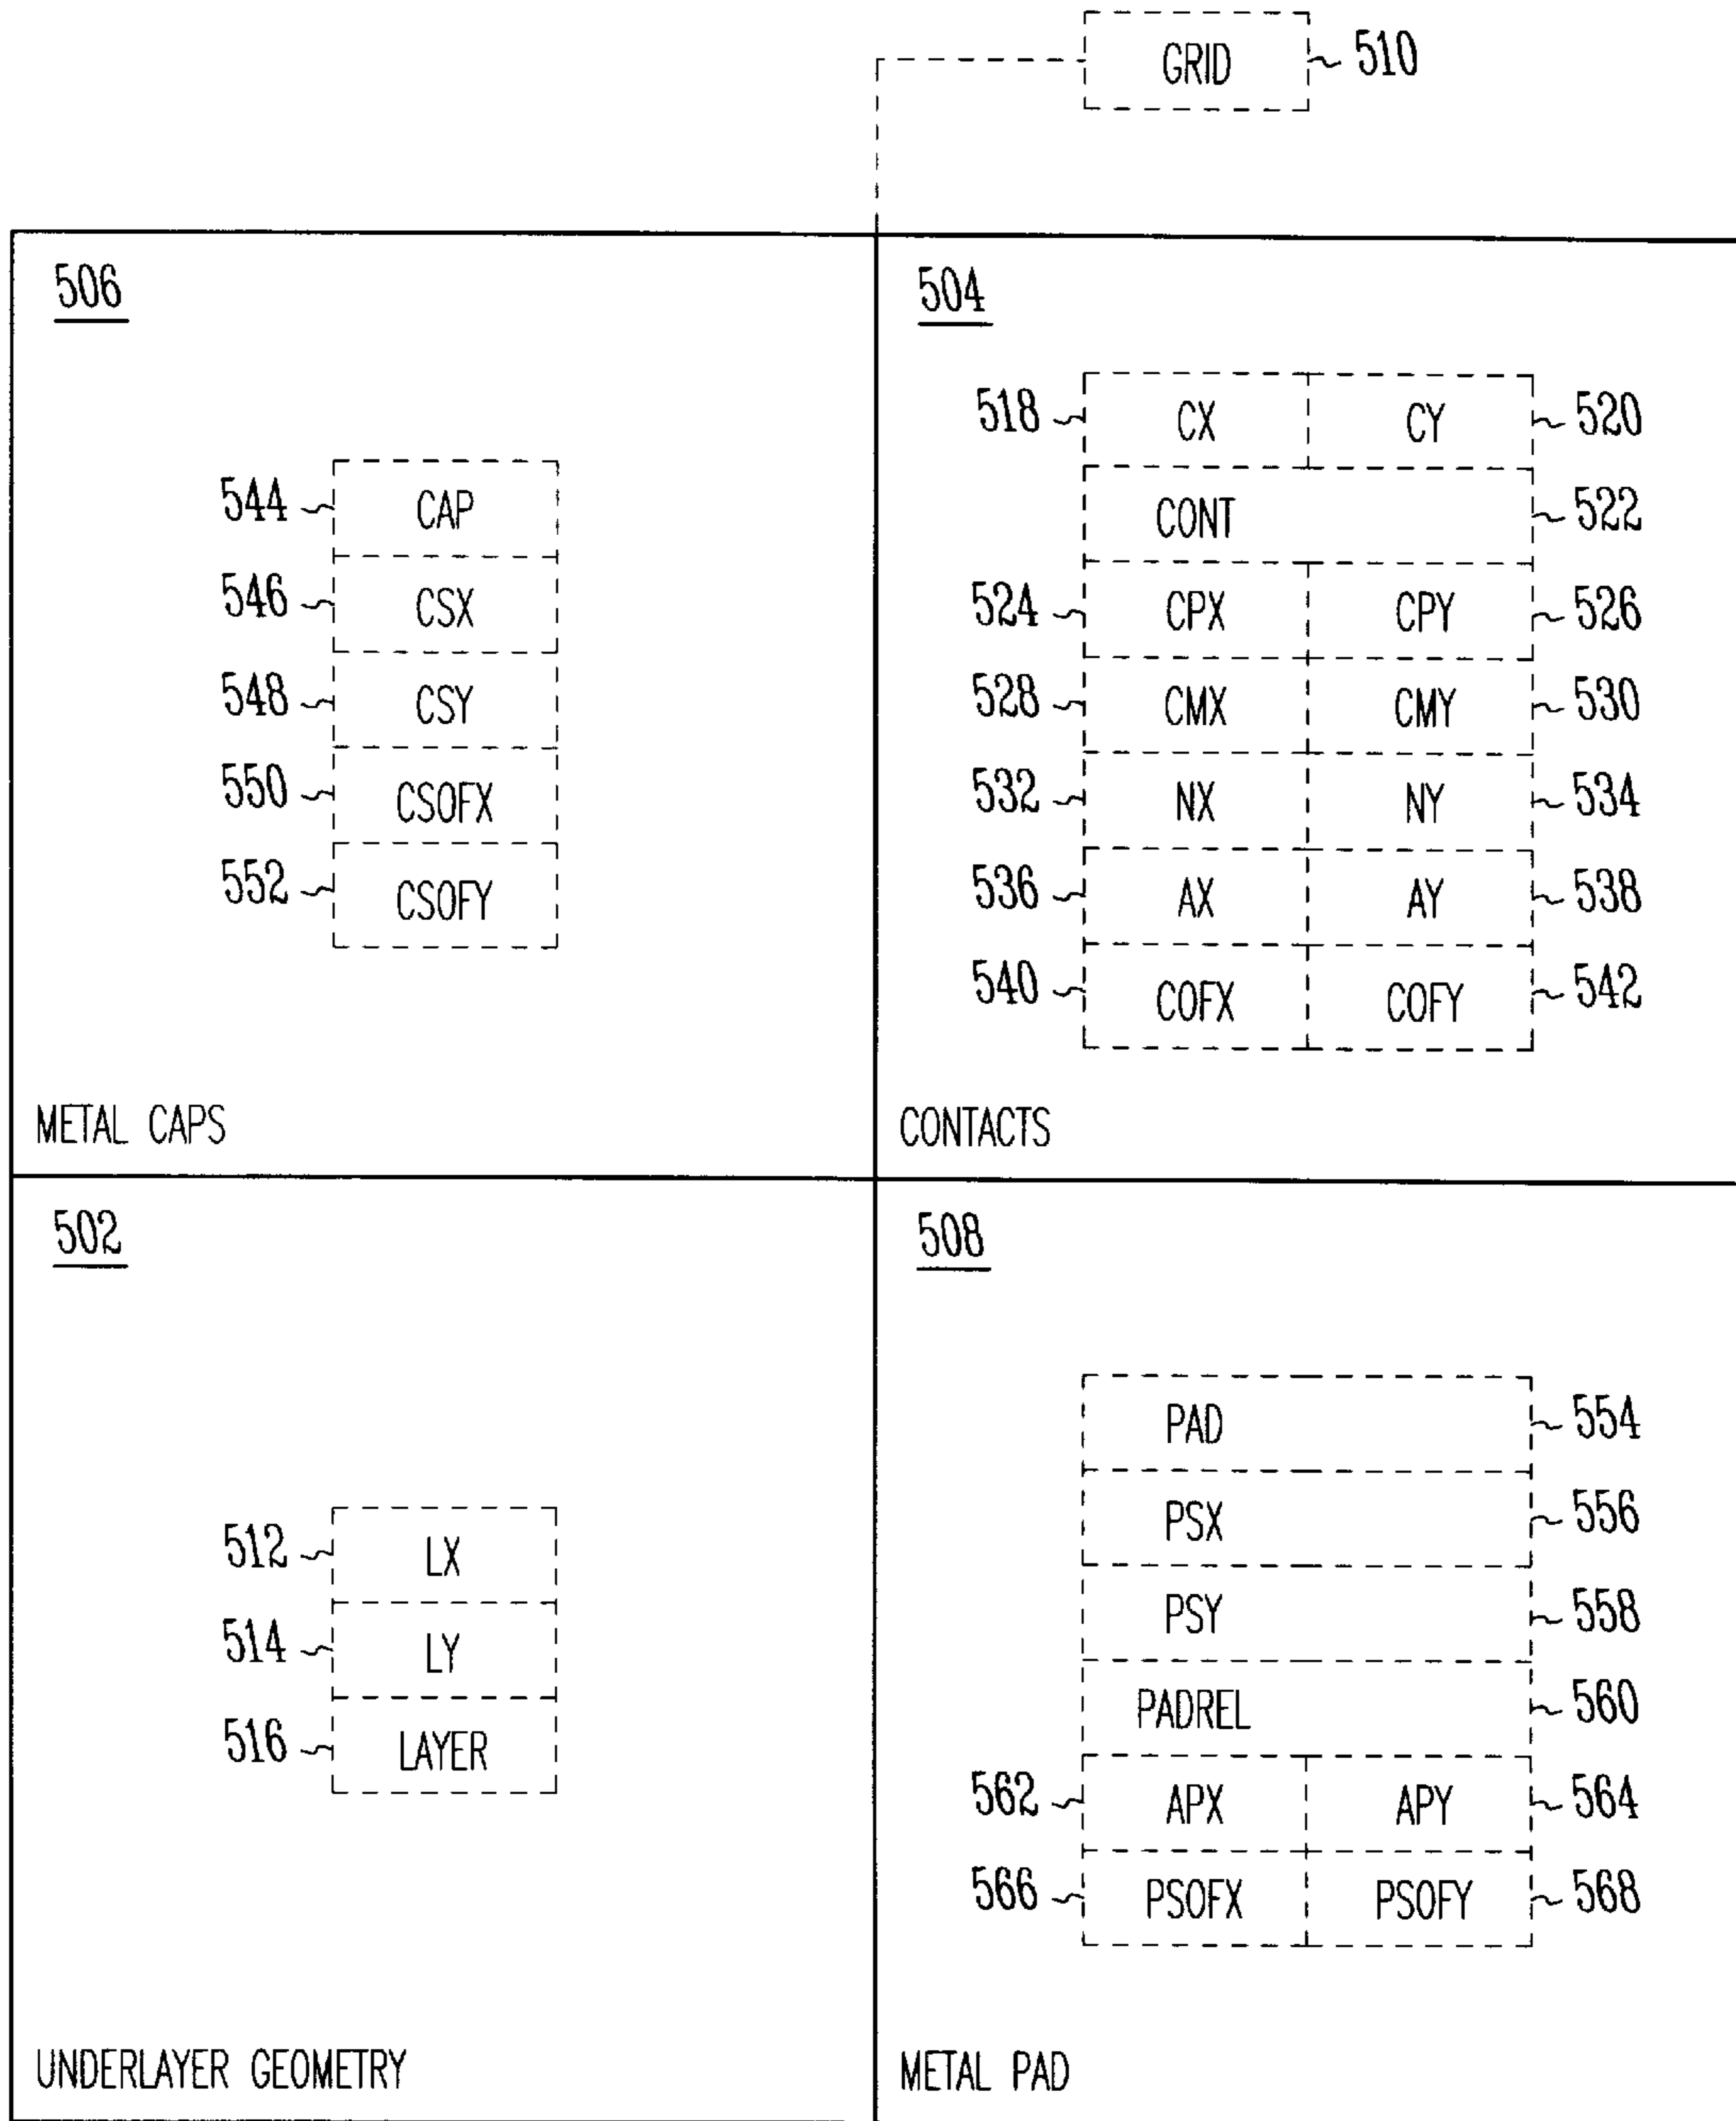 GRID 510
506
544 CAP
546 CSX
548 CSY
550 CSOFX
552 CSOFY
METAL CAPS
504
518 CX CY 520
CONT 522
524 CPX CPY 526
528 CMX CMY 530
532 NX NY 534
536 AX AY 538
540 COFX COFY 542
CONTACTS
502
512 LX
514 LY
516 LAYER
UNDERLAYER GEOMETRY
508
PAD 554
PSX 556
PSY 558
PADREL 560
562 APX APY 564
566 PSOFX PSOFY 568
METAL PAD